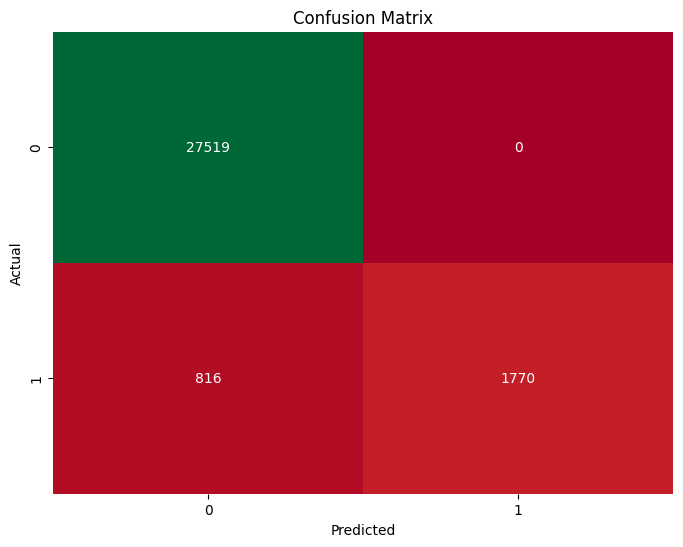 Confusion Matrix
Actual
0
27519
0
1
816
1770
0
1
Predicted